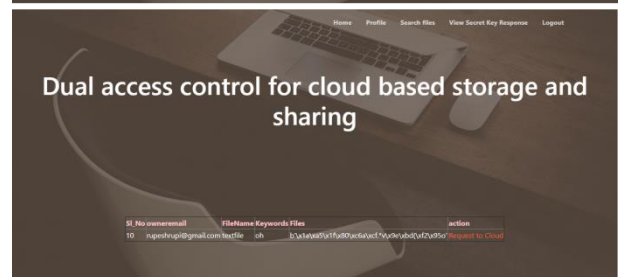 Home Profile Search files View Secret Key Response Logout
Dual access control for cloud based storage and
sharing
Sl_No owneremail FileName Keywords Files action
10 rupeshrupi@gmail.com textfile oh Request to Cloud